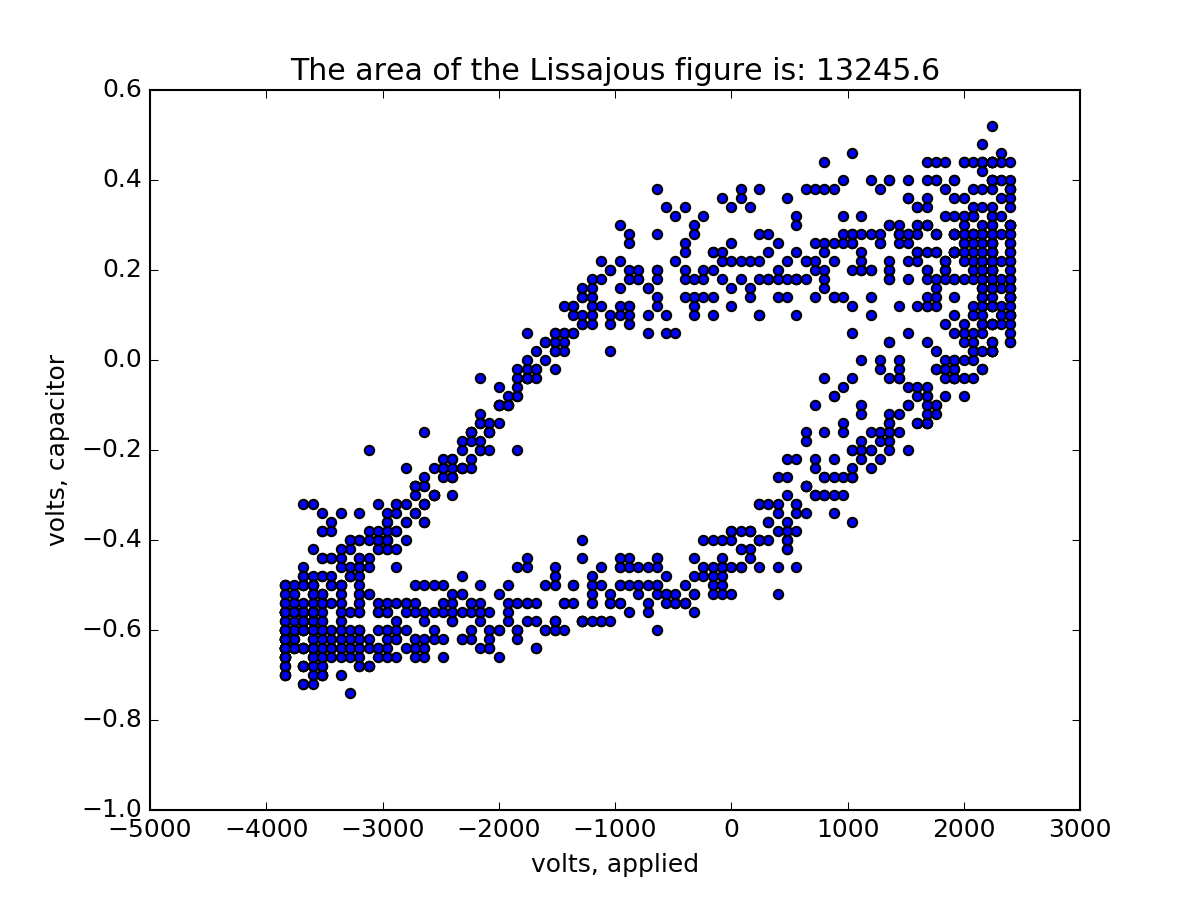 The area of the Lissajous figure is: 13245.6
0.6
0.4
0.2
0.0
−0.2
−0.4
−0.6
−0.8
−1.0
volts, capacitor
−5000 −4000 −3000 −2000 −1000 0 1000 2000 3000
volts, applied